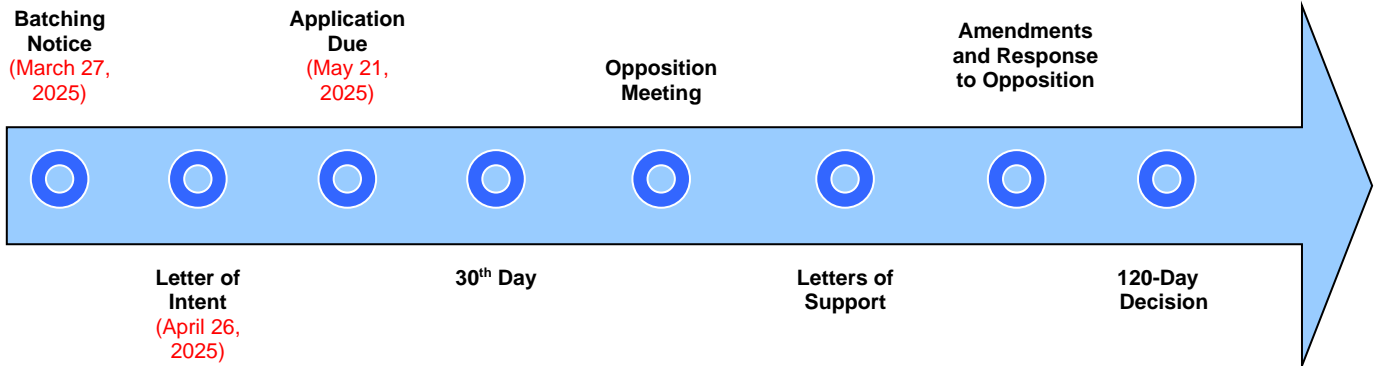 Batching
Notice
(March 27,
2025)
Letter of
Intent
(April 26,
2025)
Application
Due
(May 21,
2025)
30th Day
Opposition
Meeting
Letters of
Support
Amendments
and Response
to Opposition
120-Day
Decision